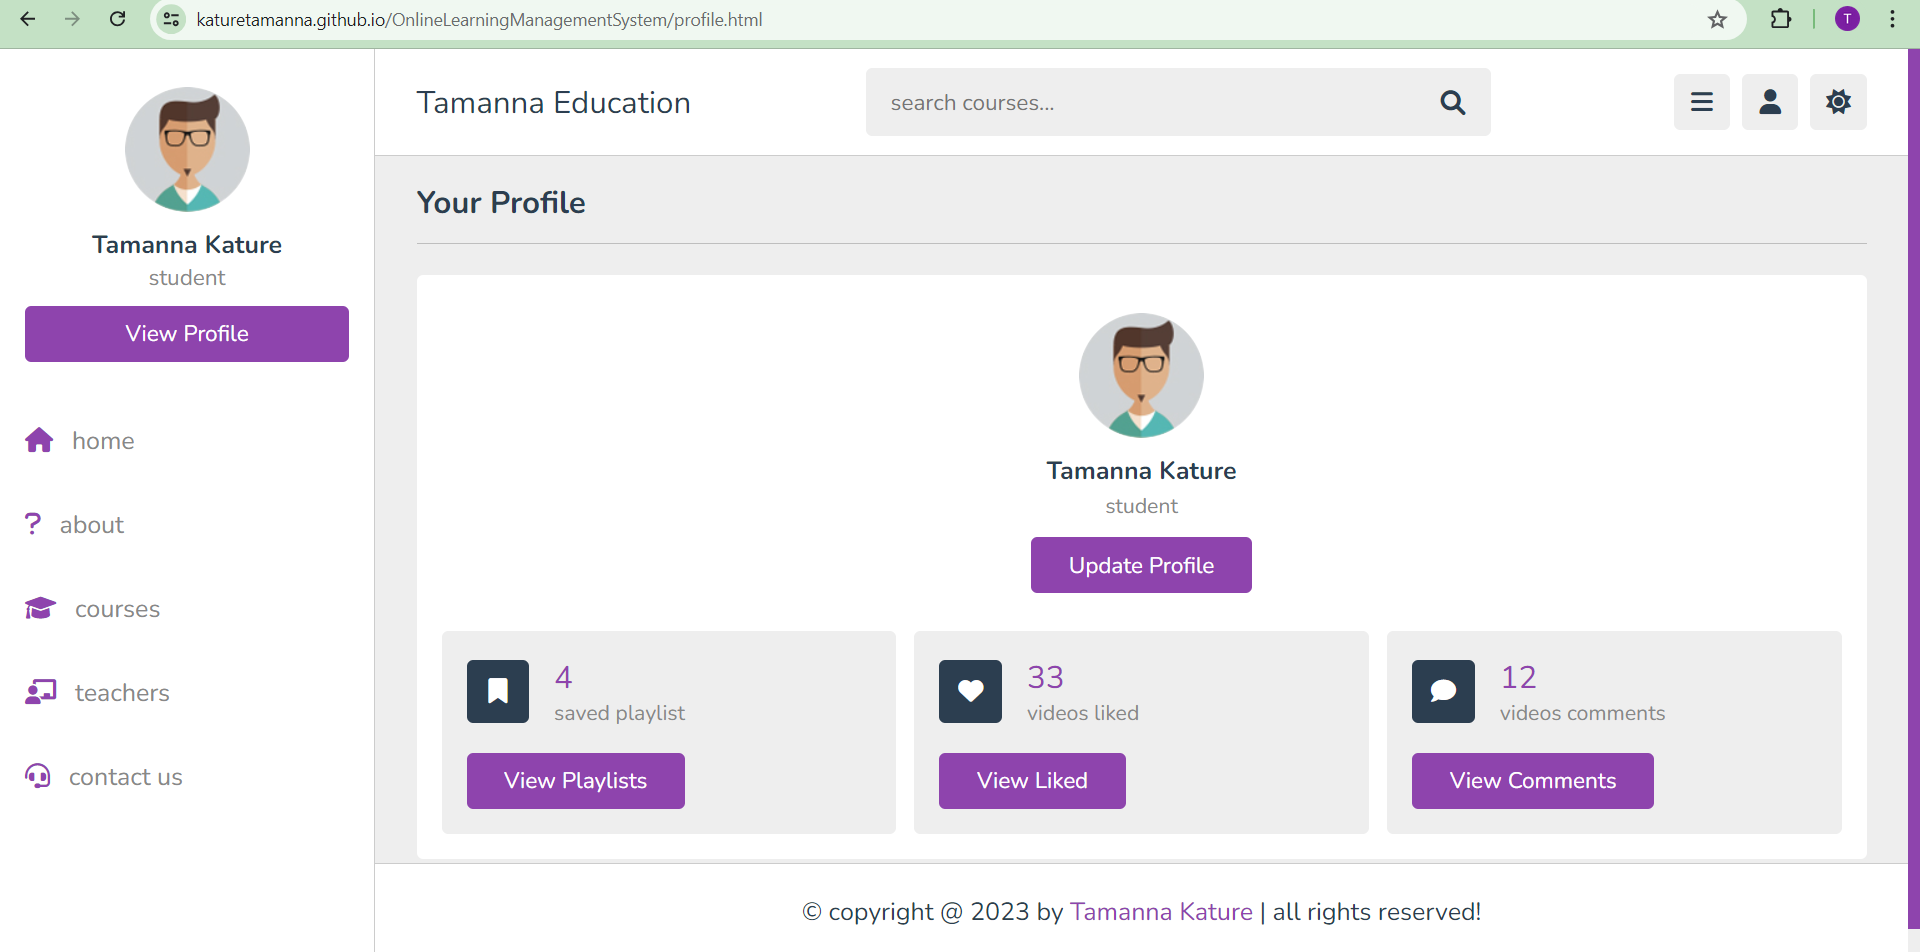 katuretamanna.github.io/OnlineLearningManagementSystem/profile.html
T
Tamanna Kature
student
View Profile
home
about
courses
teachers
contact us
Tamanna Education
search courses...
Your Profile
Tamanna Kature
student
Update Profile
4
saved playlist
View Playlists
33
videos liked
View Liked
12
videos comments
View Comments
© copyright @ 2023 by Tamanna Kature | all rights reserved!